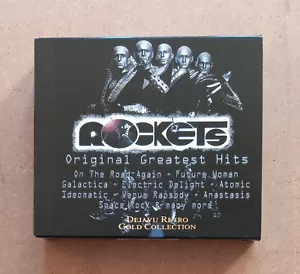 ROCKETS
Original Greatest Hits
On The Road Again - Future Woman
Galactica - Electric Delight - Atomic
Ideomatic - Venus Rapsody - Anastasis
Space Rock & many more!
DEJAVU RETRO
GOLD COLLECTION